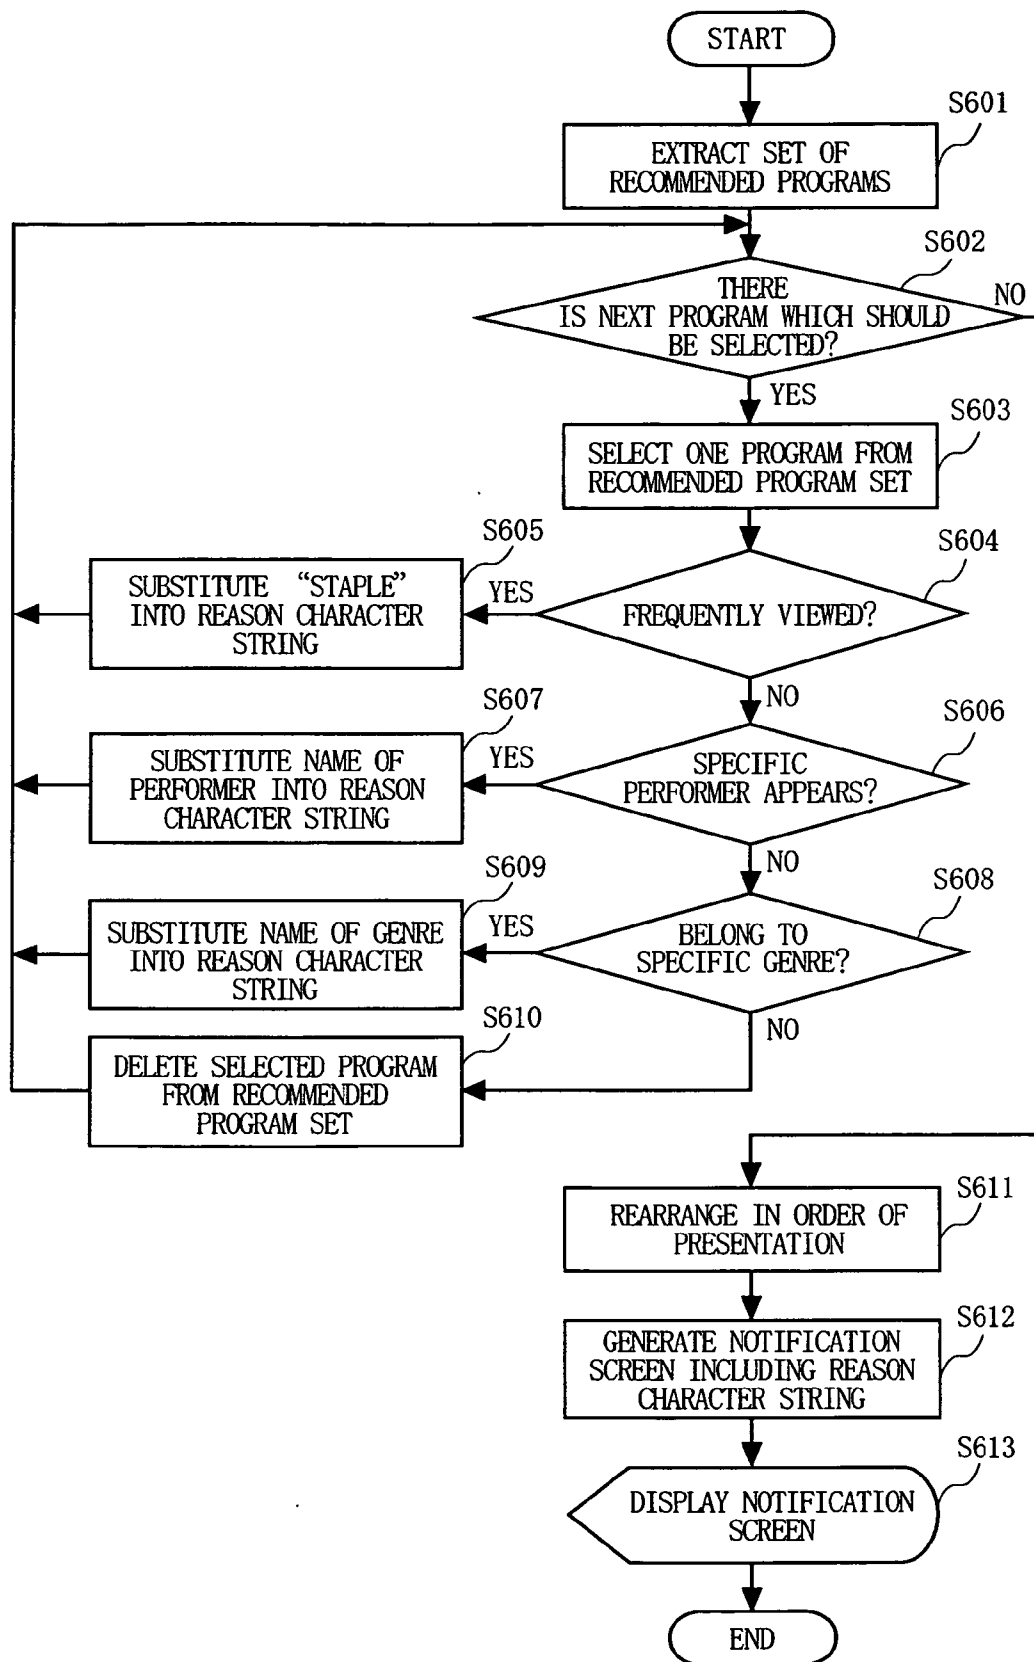 START
S601
EXTRACT SET OF
RECOMMENDED PROGRAMS
S602
THERE
IS NEXT PROGRAM WHICH SHOULD
BE SELECTED?
NO
YES
S603
SELECT ONE PROGRAM FROM
RECOMMENDED PROGRAM SET
S604
FREQUENTLY VIEWED?
YES
S605
SUBSTITUTE “STAPLE”
INTO REASON CHARACTER
STRING
NO
S606
SPECIFIC
PERFORMER APPEARS?
YES
S607
SUBSTITUTE NAME OF
PERFORMER INTO REASON
CHARACTER STRING
NO
S608
BELONG TO
SPECIFIC GENRE?
YES
S609
SUBSTITUTE NAME OF GENRE
INTO REASON CHARACTER
STRING
NO
S610
DELETE SELECTED PROGRAM
FROM RECOMMENDED
PROGRAM SET
S611
REARRANGE IN ORDER OF
PRESENTATION
S612
GENERATE NOTIFICATION
SCREEN INCLUDING REASON
CHARACTER STRING
S613
DISPLAY NOTIFICATION
SCREEN
END